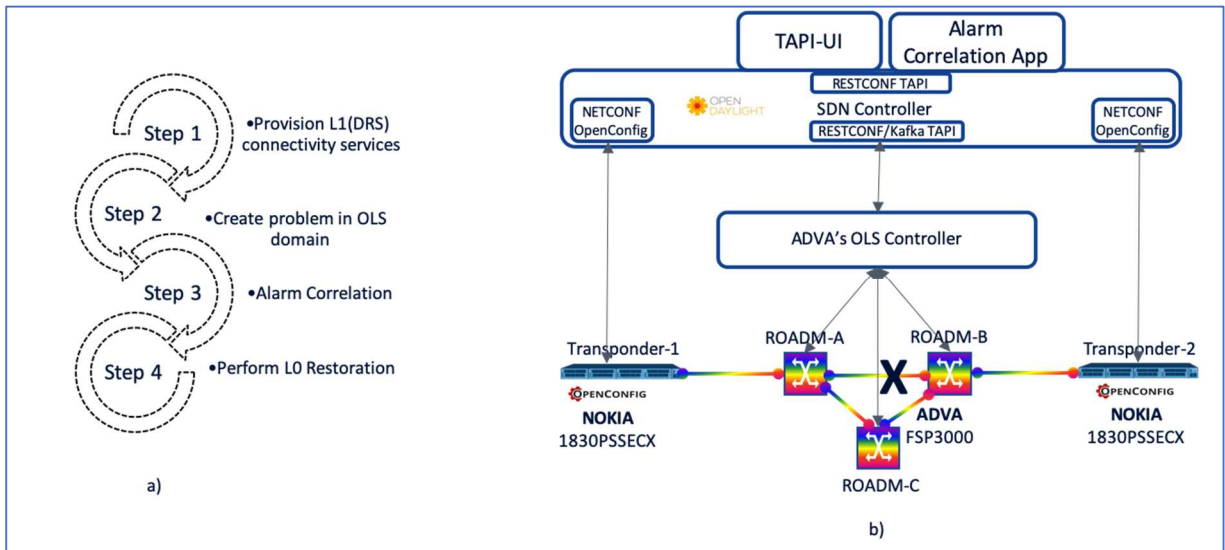 Step 1
•Provision L1(DRS)
connectivity services
Step 2
•Create problem in OLS
domain
Step 3
•Alarm Correlation
Step 4
•Perform L0 Restoration
a)
TAPI-UI
Alarm
Correlation App
RESTCONF TAPI
NETCONF
OpenConfig
OPEN
DAYLIGHT
SDN Controller
RESTCONF/Kafka TAPI
NETCONF
OpenConfig
ADVA's OLS Controller
ROADM-A
ROADM-B
Transponder-1
X
Transponder-2
OPENCONFIG
NOKIA
1830PSSECX
ADVA
FSP3000
OPENCONFIG
NOKIA
1830PSSECX
ROADM-C
b)